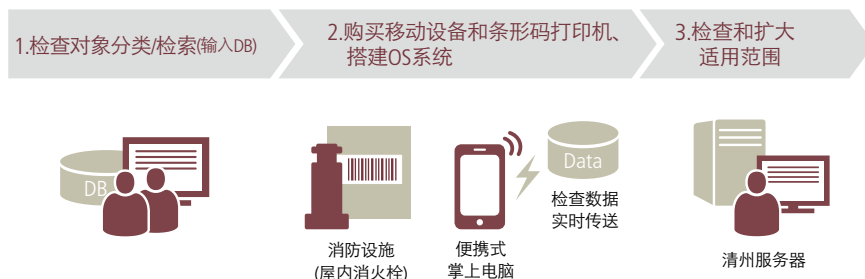 1.检查对象分类/检索(输入DB)
2.购买移动设备和条形码打印机、
搭建OS系统
3.检查和扩大
适用范围
DB
Data
检查数据
实时传送
消防设施
(屋内消火栓)
便携式
掌上电脑
清州服务器